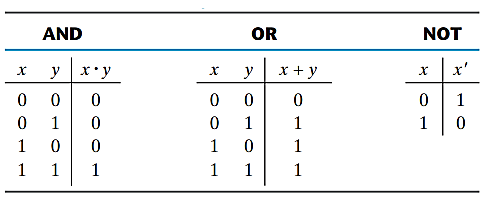 AND OR NOT
x y x · y x y x + y x x′
0 0 0 0 0 0 0 1
0 1 0 0 1 1 1 0
1 0 0 1 0 1
1 1 1 1 1 1